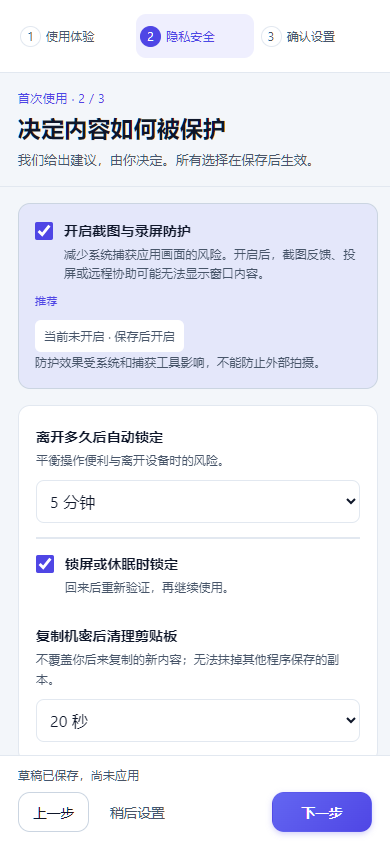 1 使用体验
2 隐私安全
3 确认设置
首次使用 · 2 / 3
决定内容如何被保护
我们给出建议，由你决定。所有选择在保存后生效。
开启截图与录屏防护
减少系统捕获应用画面的风险。开启后，截图反馈、投
屏或远程协助可能无法显示窗口内容。
推荐
当前未开启 · 保存后开启
防护效果受系统和捕获工具影响，不能防止外部拍摄。
离开多久后自动锁定
平衡操作便利与离开设备时的风险。
5 分钟
锁屏或休眠时锁定
回来后重新验证，再继续使用。
复制机密后清理剪贴板
不覆盖你后来复制的新内容；无法抹掉其他程序保存的副
本。
20 秒
草稿已保存，尚未应用
上一步
稍后设置
下一步